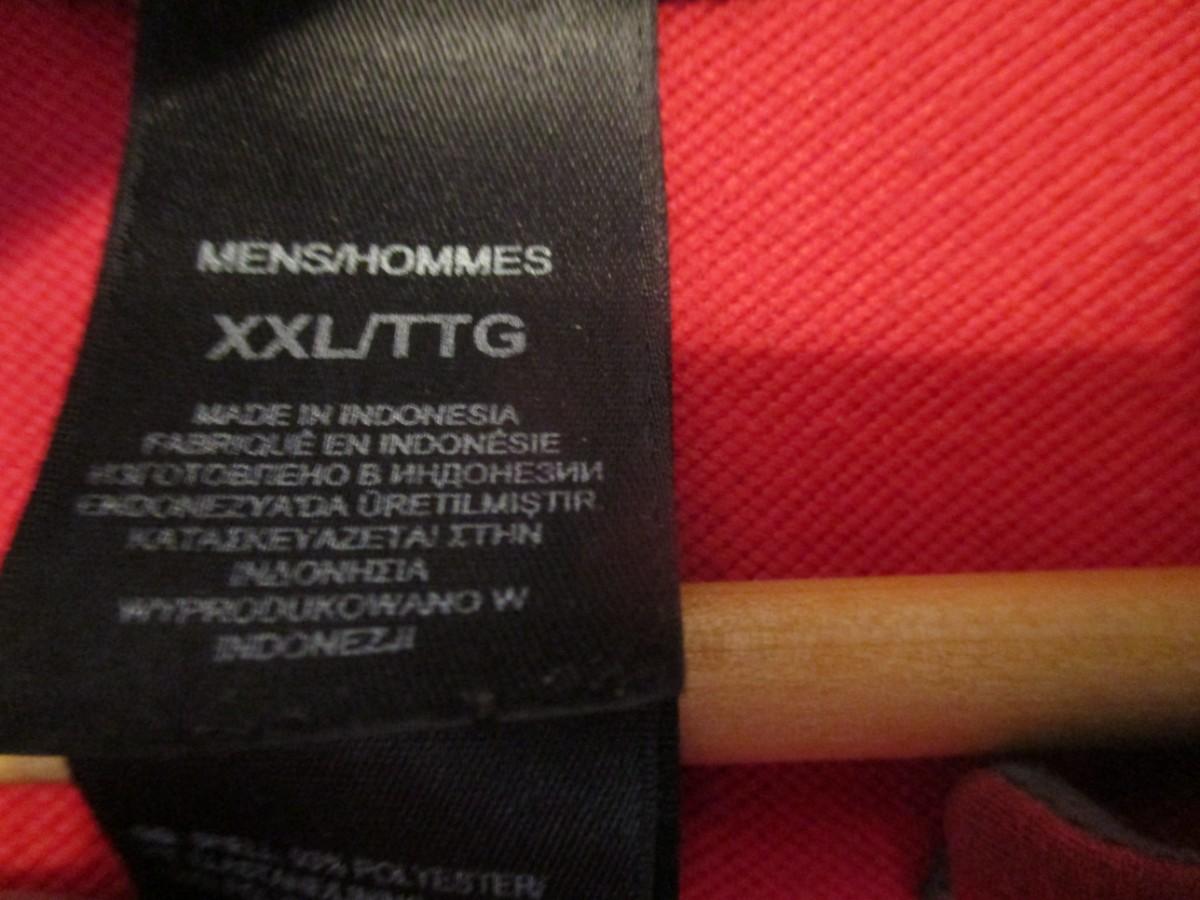 MENS/HOMMES
XXL/TTG
MADE IN INDONESIA
FABRIQUÉ EN INDONÉSIE
ИЗГОТОВЛЕНО В ИНДОНЕЗИИ
ENDONEZYA'DA ÜRETILMIŞTIR
ΚΑΤΑΣΚΕΥΑΖΕΤΑΙ ΣΤΗΝ
ΙΝΔΟΝΗΣΙΑ
WYPRODUKOWANO W
INDONEZJI
POLYESTER/